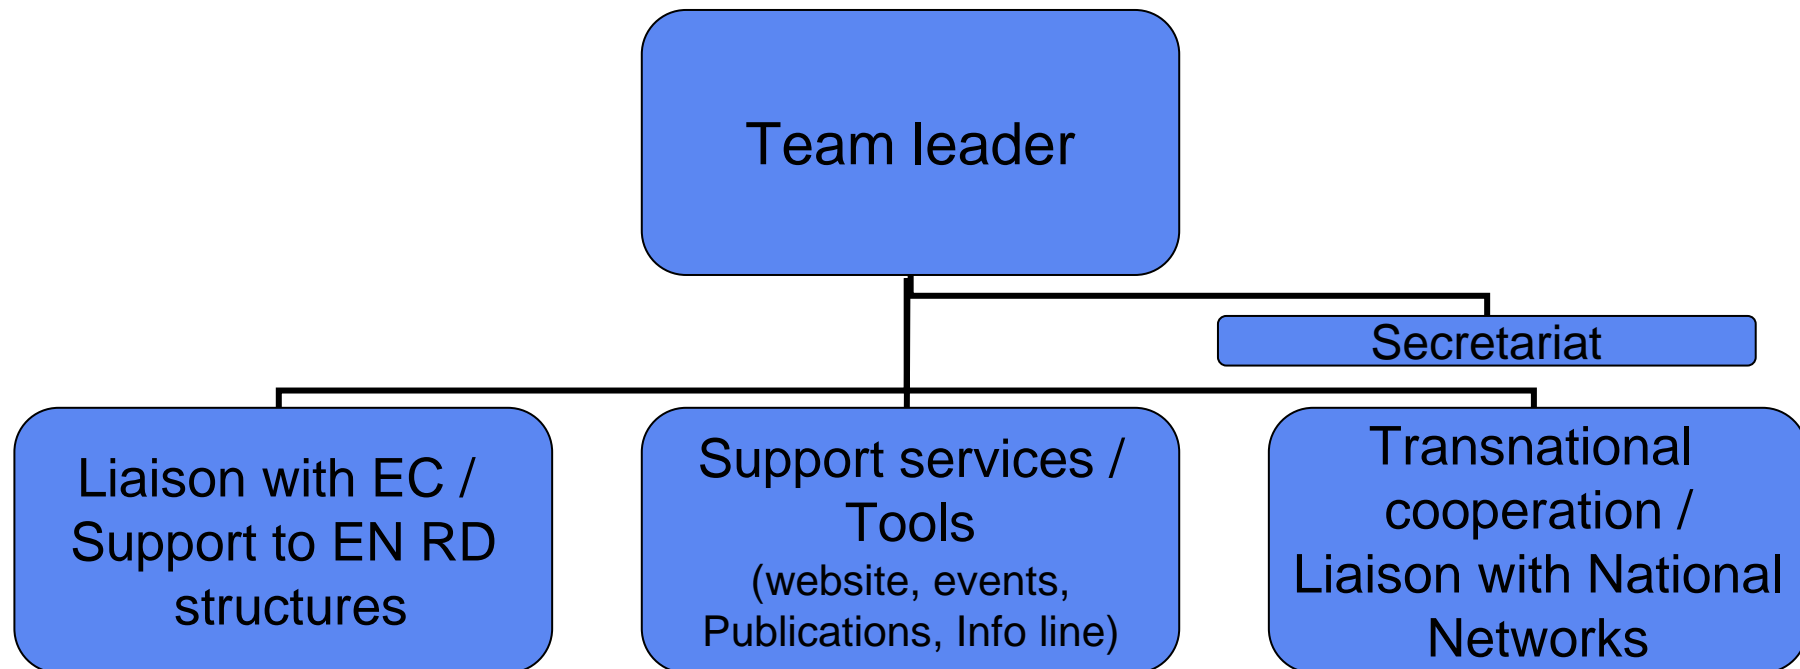 Team leader
Secretariat
Liaison with EC /
Support to EN RD
structures
Support services /
Tools
(website, events,
Publications, Info line)
Transnational
cooperation /
Liaison with National
Networks